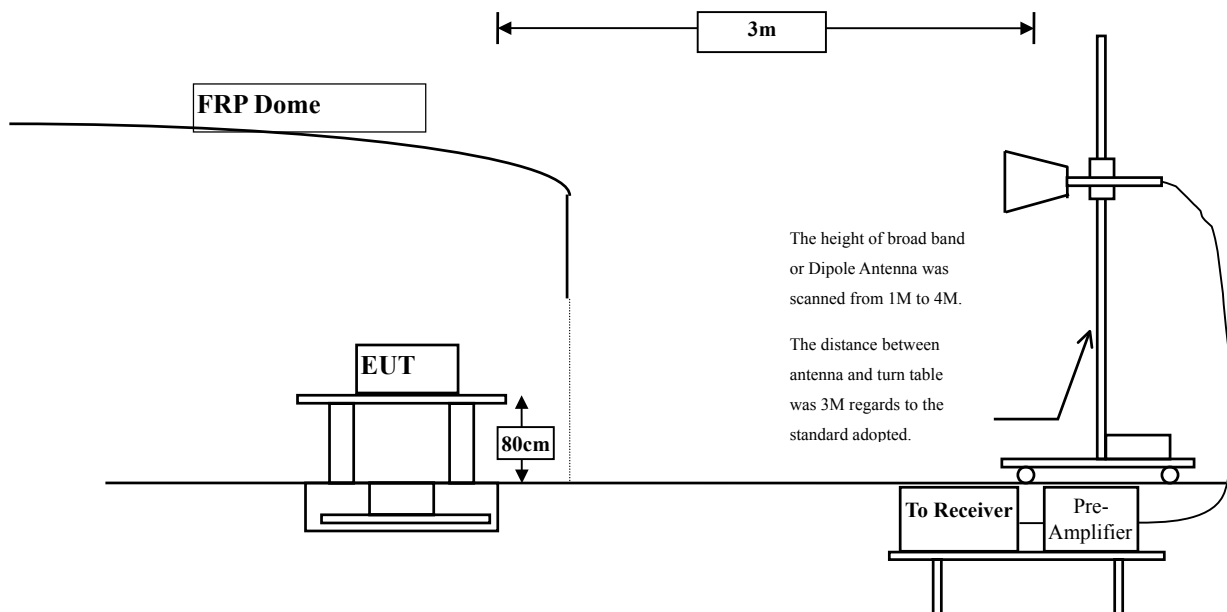 3m
FRP Dome
The height of broad band
or Dipole Antenna was
scanned from 1M to 4M.
The distance between
antenna and turn table
was 3M regards to the
standard adopted.
EUT
80cm
To Receiver
Pre-
Amplifier